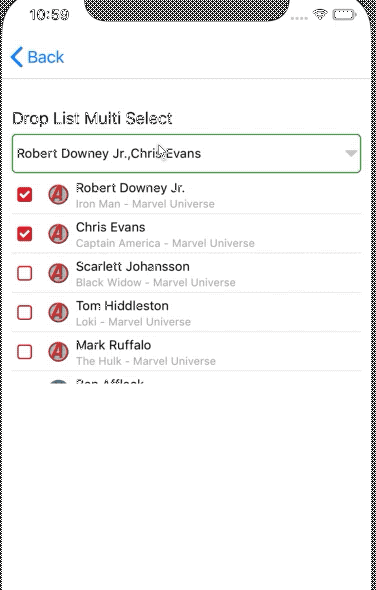 10:59
Back
Drop List Multi Select
Robert Downey Jr.,Chris Evans
Robert Downey Jr.
Iron Man - Marvel Universe
Chris Evans
Captain America - Marvel Universe
Scarlett Johansson
Black Widow - Marvel Universe
Tom Hiddleston
Loki - Marvel Universe
Mark Ruffalo
The Hulk - Marvel Universe